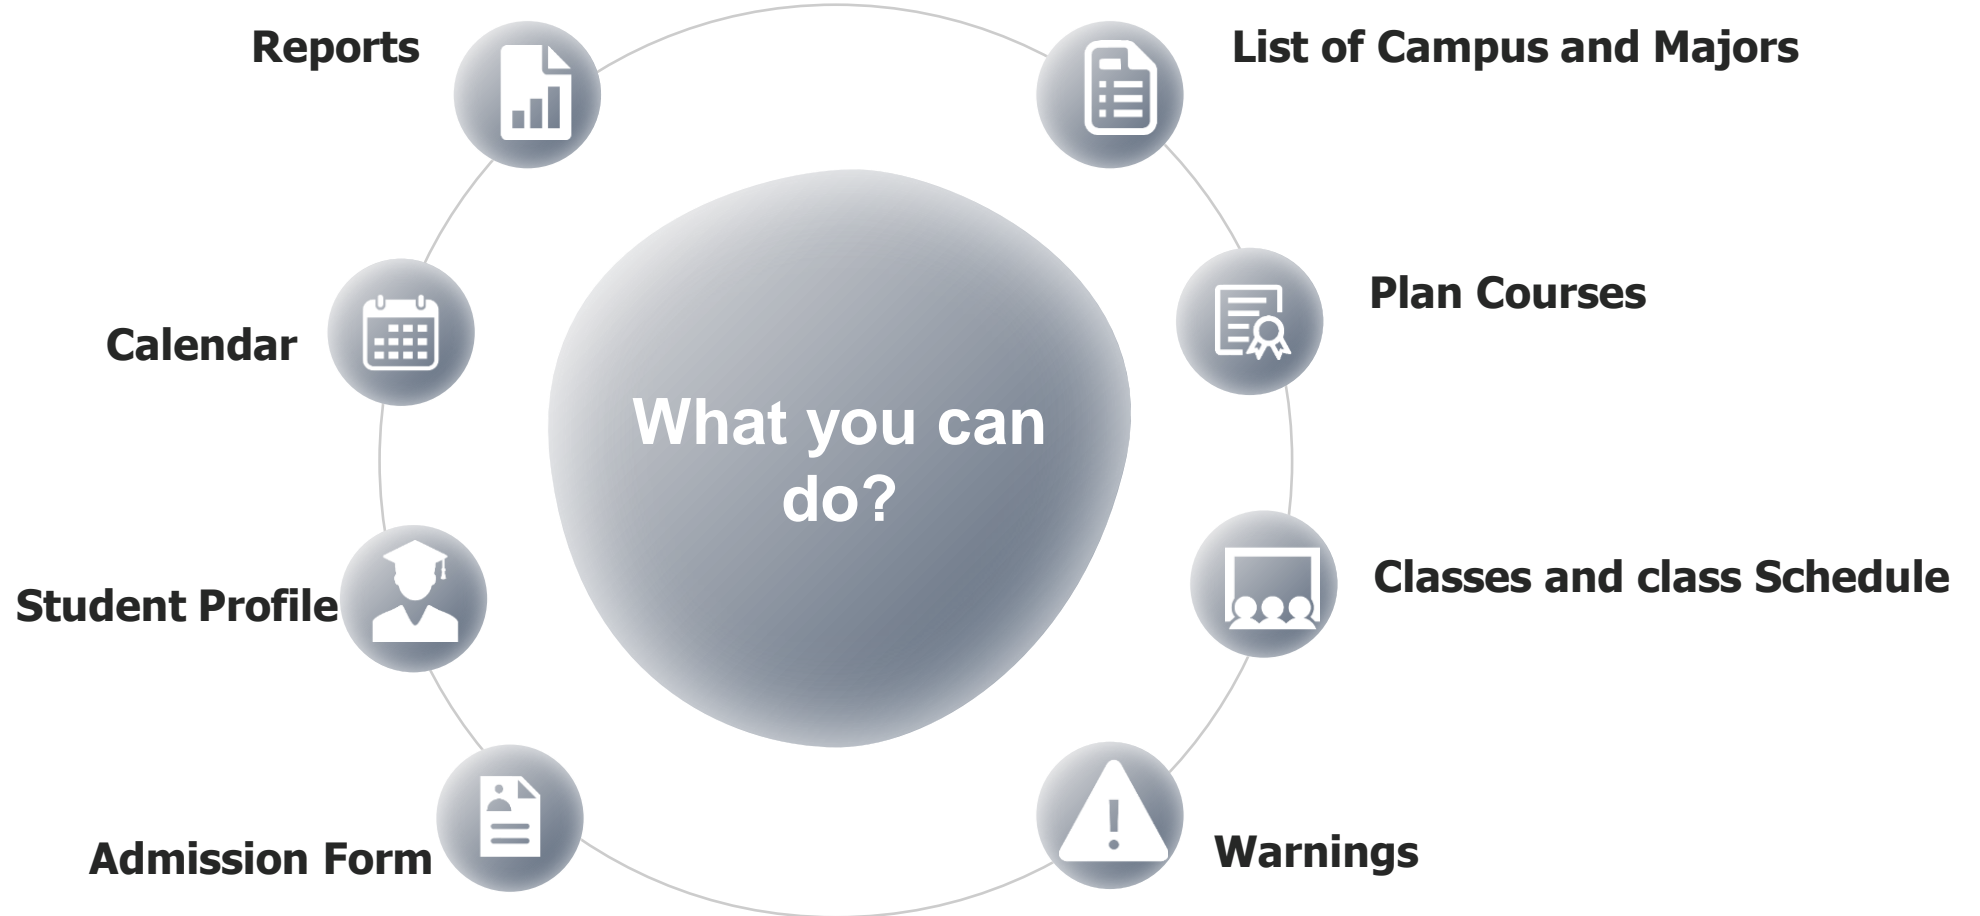 Reports
List of Campus and Majors
Plan Courses
Calendar
What you can
do?
Classes and class Schedule
Student Profile
Warnings
Admission Form